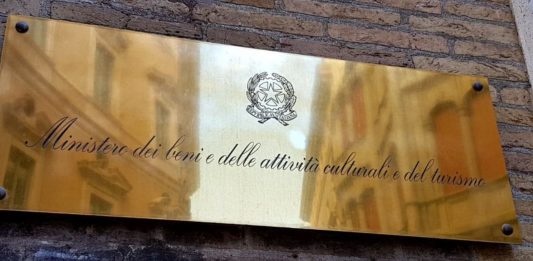 Ministero dei beni e delle attività culturali e del turismo